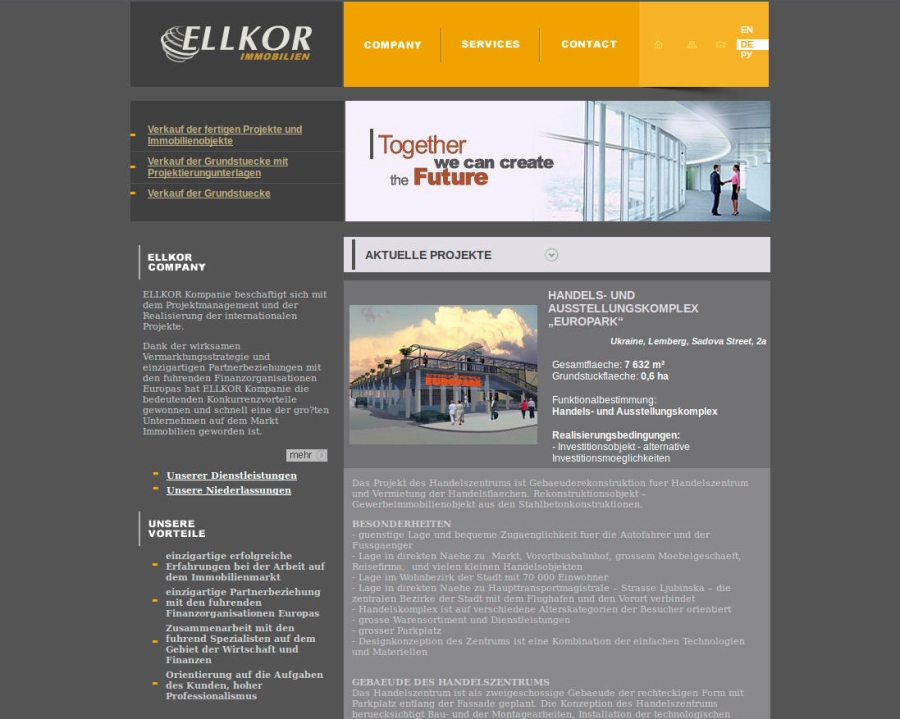 ELLKOR
IMMOBILIEN
COMPANY
SERVICES
CONTACT
EN
DE
РУ
Verkauf der fertigen Projekte und
Immobilienobjekte
Verkauf der Grundstuecke mit
Projektierungunterlagen
Verkauf der Grundstuecke
Together
we can create
the Future
ELLKOR
COMPANY
ELLKOR Kompanie beschaftigt sich mit
dem Projektmanagement und der
Realisierung der internationalen
Projekte.
Dank der wirksamen
Vermarktungsstrategie und
einzigartigen Partnerbeziehungen mit
den fuhrenden Finanzorganisationen
Europas hat ELLKOR Kompanie die
bedeutenden Konkurrenzvorteile
gewonnen und schnell eine der gro?ten
Unternehmen auf dem Markt
Immobilien geworden ist.
mehr
Unserer Dienstleistungen
Unsere Niederlassungen
UNSERE
VORTEILE
einzigartige erfolgreiche
Erfahrungen bei der Arbeit auf
dem Immobilienmarkt
einzigartige Partnerbeziehung
mit den fuhrenden
Finanzorganisationen Europas
Zusammenarbeit mit den
fuhrend Spezialisten auf dem
Gebiet der Wirtschaft und
Finanzen
Orientierung auf die Aufgaben
des Kunden, hoher
Professionalismus
AKTUELLE PROJEKTE
EUROPARK
HANDELS- UND
AUSSTELLUNGSKOMPLEX
„EUROPARK“
Ukraine, Lemberg, Sadova Street, 2a
Gesamtflaeche: 7 632 m²
Grundstuckflaeche: 0,6 ha
Funktionalbestimmung:
Handels- und Ausstellungskomplex
Realisierungsbedingungen:
- Investitionsobjekt - alternative
Investitionsmoeglichkeiten
Das Projekt des Handelszentrums ist Gebaeuderekonstruktion fuer Handelszentrum
und Vermietung der Handelsflaechen. Rekonstruktionsobjekt –
Gewerbeimmobilienobjekt aus den Stahlbetonkonstruktionen.
BESONDERHEITEN
- guenstige Lage und bequeme Zugaenglichkeit fuer die Autofahrer und der
Fussgaenger
- Lage in direkten Naehe zu Markt, Vorortbusbahnhof, grossem Moebelgeschaeft,
Reisefirma, und vielen kleinen Handelsobjekten
- Lage im Wohnbezirk der Stadt mit 70 000 Einwohner
- Lage in direkten Naehe zu Haupttransportmagistrale – Strasse Ljubinska – die
zentralen Bezirke der Stadt mit dem Flughafen und den Vorort verbindet
- Handelskomplex ist auf verschiedene Alterskategorien der Besucher orientiert
- grosse Warensortiment und Dienstleistungen
- grosser Parkplatz
- Designkonzeption des Zentrums ist eine Kombination der einfachen Technologien
und Materiellen
GEBAEUDE DES HANDELSZENTRUMS
Das Handelszentrum ist als zweigeschossige Gebaeude der rechteckigen Form mit
Parkplatz entlang der Fassade geplant. Die Konzeption des Handelszentrums
beruecksichtigt Bau- und der Montagearbeiten, Installation der technologischen